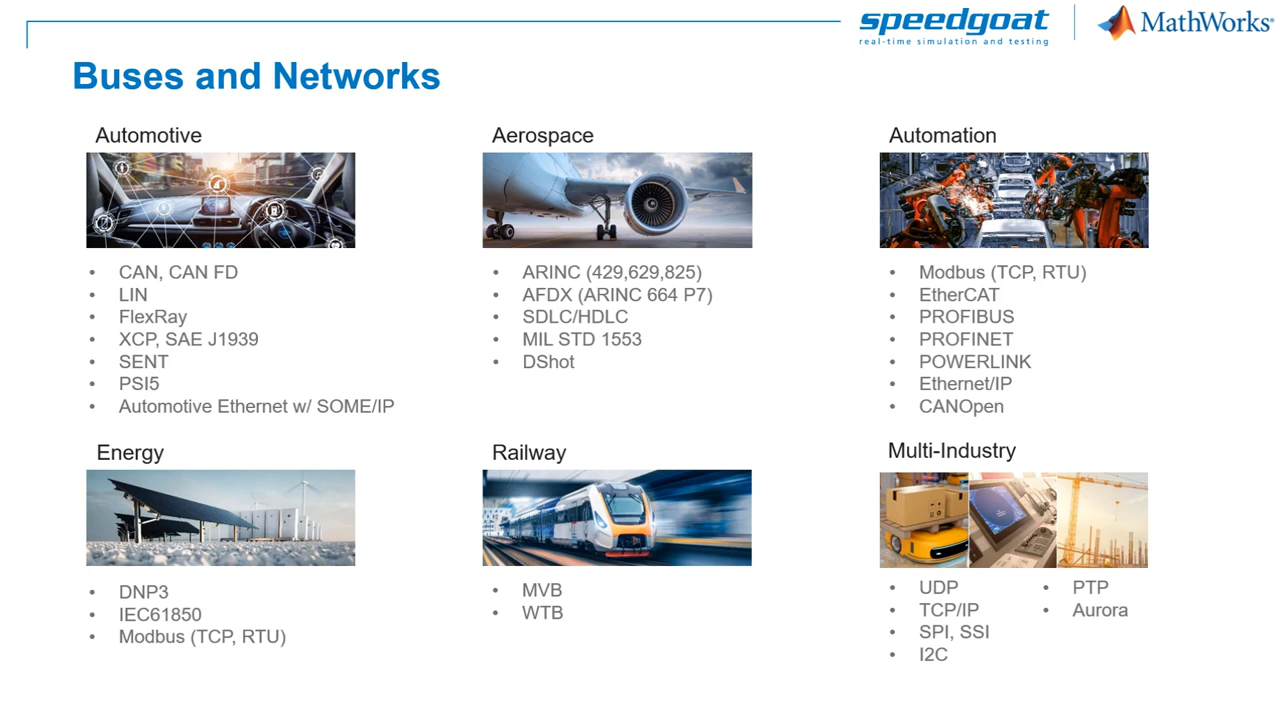 speedgoat
real-time simulation and testing
MathWorks®
Buses and Networks
Automotive
• CAN, CAN FD
• LIN
• FlexRay
• XCP, SAE J1939
• SENT
• PSI5
• Automotive Ethernet w/ SOME/IP
Aerospace
• ARINC (429,629,825)
• AFDX (ARINC 664 P7)
• SDLC/HDLC
• MIL STD 1553
• DShot
Automation
• Modbus (TCP, RTU)
• EtherCAT
• PROFIBUS
• PROFINET
• POWERLINK
• Ethernet/IP
• CANOpen
Energy
• DNP3
• IEC61850
• Modbus (TCP, RTU)
Railway
• MVB
• WTB
Multi-Industry
• UDP
• TCP/IP
• SPI, SSI
• I2C
• PTP
• Aurora